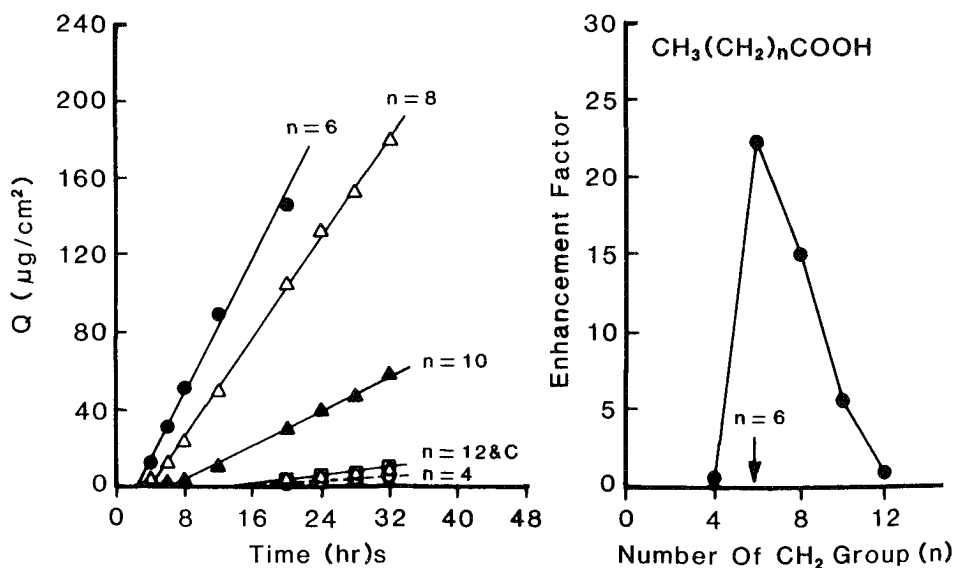 240
200
160
120
80
40
0
Q (μg/cm²)
n = 6
n = 8
n = 10
n = 12&C
n = 4
0 8 16 24 32 40 48
Time (hr)s
30
25
20
15
10
5
0
Enhancement Factor
CH₃(CH₂)ₙCOOH
n = 6
0 4 8 12
Number Of CH₂ Group (n)